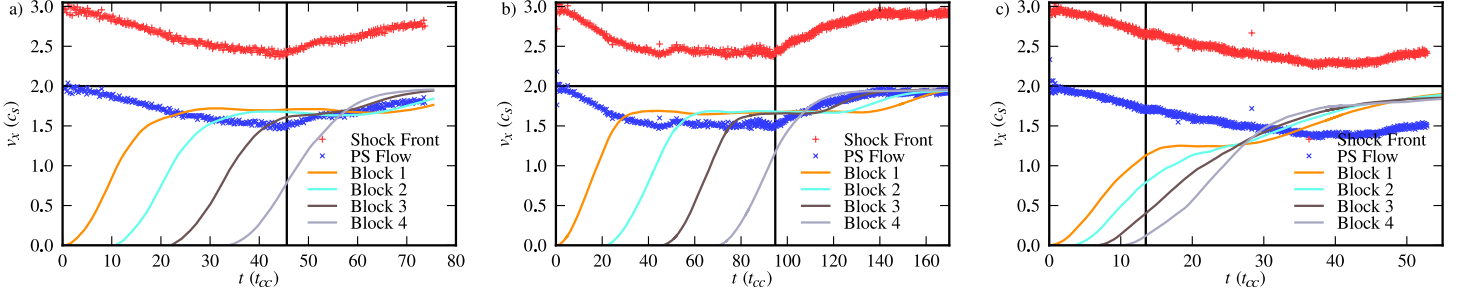 a)
3.0
2.5
2.0
1.5
1.0
0.5
0.0
v_x (c_s)
0 10 20 30 40 50 60 70 80
t (t_cc)
Shock Front
PS Flow
Block 1
Block 2
Block 3
Block 4
b)
3.0
2.5
2.0
1.5
1.0
0.5
0.0
v_x (c_s)
0 20 40 60 80 100 120 140 160
t (t_cc)
Shock Front
PS Flow
Block 1
Block 2
Block 3
Block 4
c)
3.0
2.5
2.0
1.5
1.0
0.5
0.0
v_x (c_s)
0 10 20 30 40 50
t (t_cc)
Shock Front
PS Flow
Block 1
Block 2
Block 3
Block 4